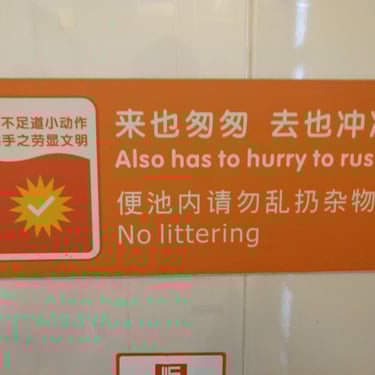 不足道小动作
手之劳显文明
来也匆匆 去也冲
Also has to hurry to rus
便池内请勿乱扔杂物
No littering